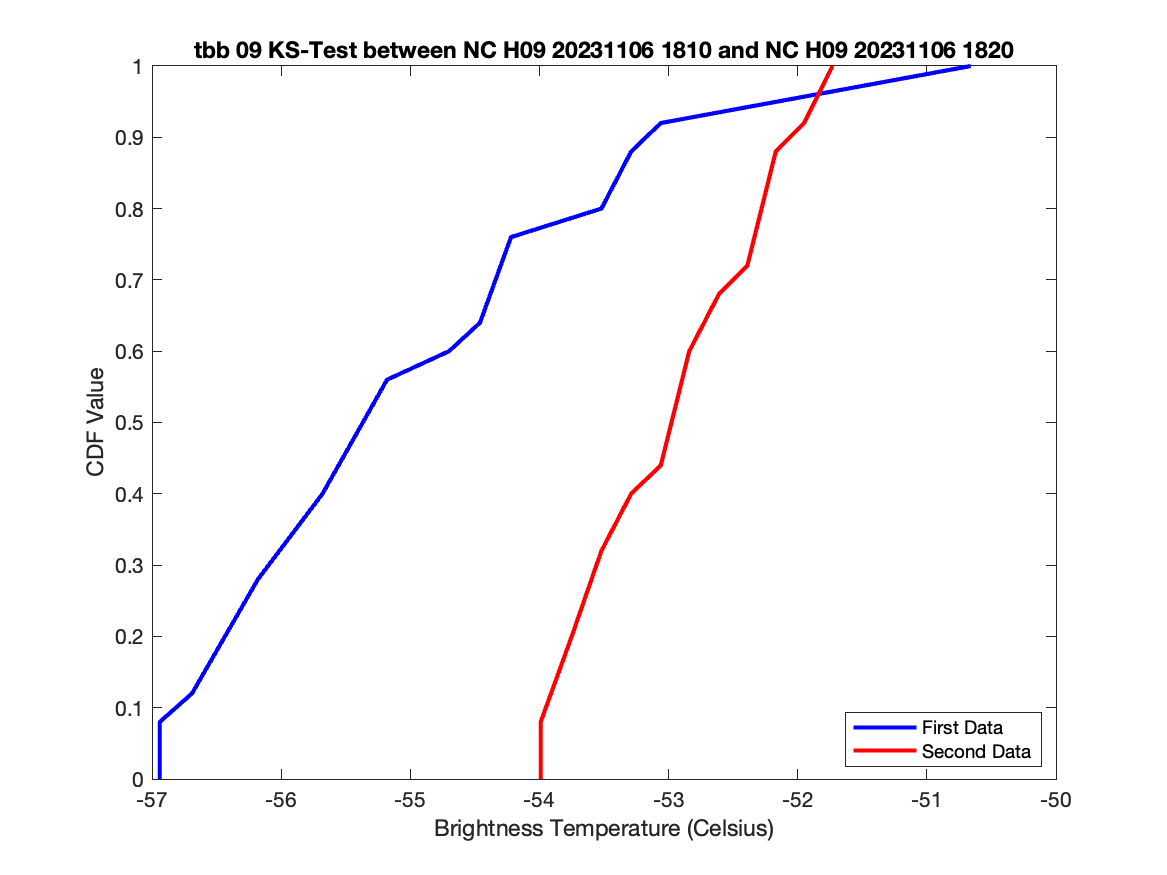 tbb 09 KS-Test between NC H09 20231106 1810 and NC H09 20231106 1820
1
0.9
0.8
0.7
0.6
0.5
0.4
0.3
0.2
0.1
0
CDF Value
First Data
Second Data
-57 -56 -55 -54 -53 -52 -51 -50
Brightness Temperature (Celsius)